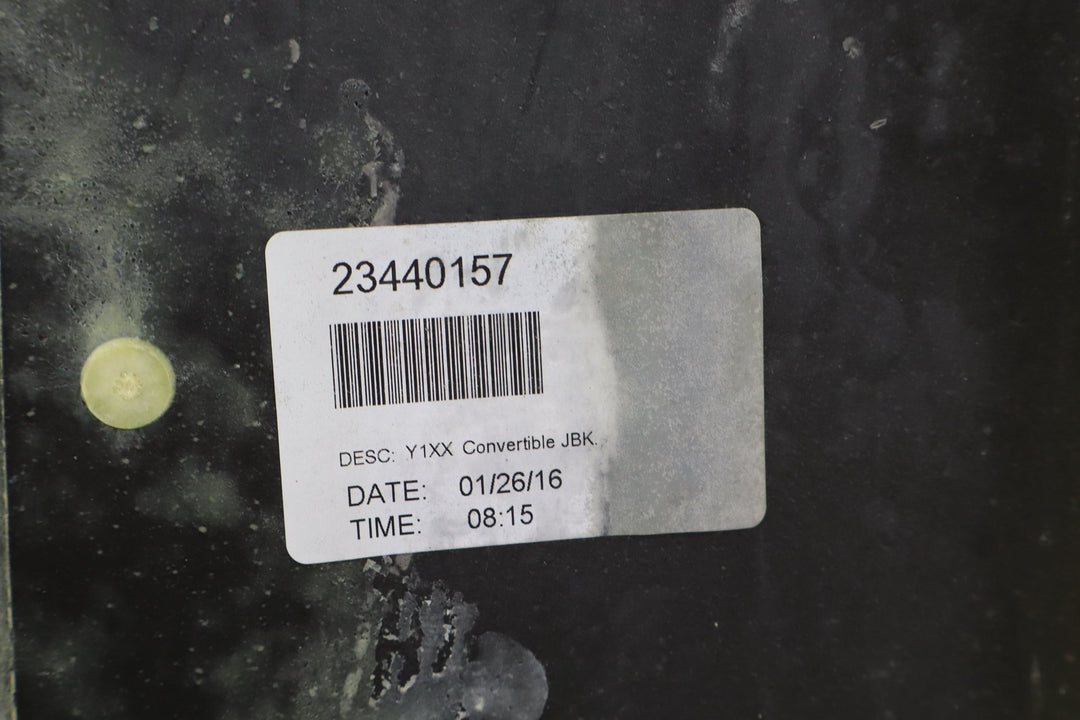 23440157
DESC: Y1XX Convertible JBK.
DATE: 01/26/16
TIME: 08:15